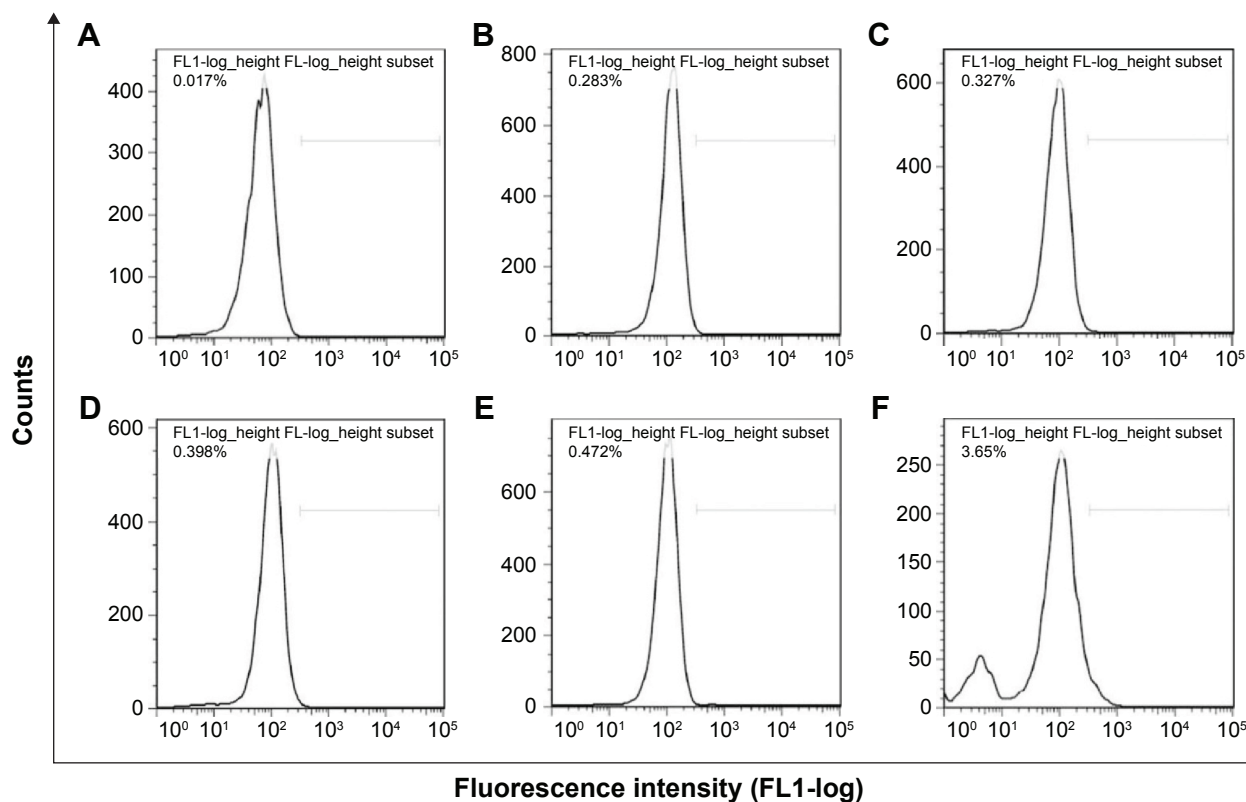 A
FL1-log_height FL-log_height subset
0.017%
400
300
200
100
0
10⁰ 10¹ 10² 10³ 10⁴ 10⁵
B
FL1-log_height FL-log_height subset
0.283%
800
600
400
200
0
10⁰ 10¹ 10² 10³ 10⁴ 10⁵
C
FL1-log_height FL-log_height subset
0.327%
600
400
200
0
10⁰ 10¹ 10² 10³ 10⁴ 10⁵
Counts
D
FL1-log_height FL-log_height subset
0.398%
600
400
200
0
10⁰ 10¹ 10² 10³ 10⁴ 10⁵
E
FL1-log_height FL-log_height subset
0.472%
600
400
200
0
10⁰ 10¹ 10² 10³ 10⁴ 10⁵
F
FL1-log_height FL-log_height subset
3.65%
250
200
150
100
50
0
10⁰ 10¹ 10² 10³ 10⁴ 10⁵
Fluorescence intensity (FL1-log)